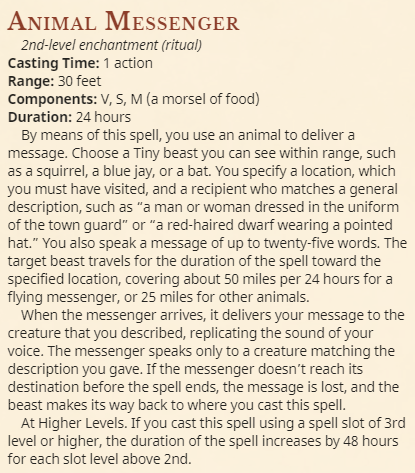 Animal Messenger
2nd-level enchantment (ritual)
Casting Time: 1 action
Range: 30 feet
Components: V, S, M (a morsel of food)
Duration: 24 hours
By means of this spell, you use an animal to deliver a
message. Choose a Tiny beast you can see within range, such
as a squirrel, a blue jay, or a bat. You specify a location, which
you must have visited, and a recipient who matches a general
description, such as “a man or woman dressed in the uniform
of the town guard” or “a red-haired dwarf wearing a pointed
hat.” You also speak a message of up to twenty-five words. The
target beast travels for the duration of the spell toward the
specified location, covering about 50 miles per 24 hours for a
flying messenger, or 25 miles for other animals.
When the messenger arrives, it delivers your message to the
creature that you described, replicating the sound of your
voice. The messenger speaks only to a creature matching the
description you gave. If the messenger doesn’t reach its
destination before the spell ends, the message is lost, and the
beast makes its way back to where you cast this spell.
At Higher Levels. If you cast this spell using a spell slot of 3rd
level or higher, the duration of the spell increases by 48 hours
for each slot level above 2nd.